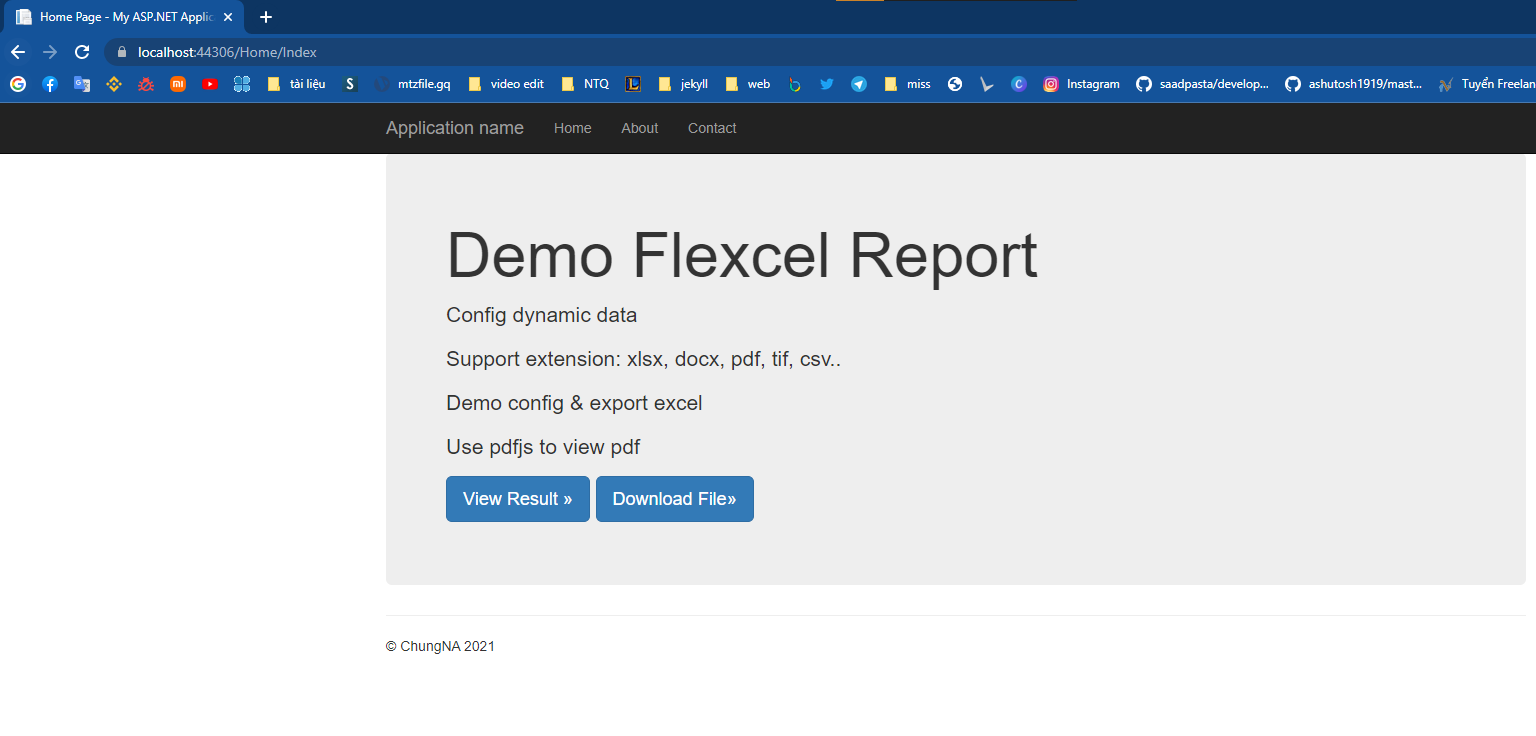 Home Page - My ASP.NET Applic
localhost:44306/Home/Index
tài liệu S mtzfile.gq video edit NTQ L jekyll web miss C Instagram saadpasta/develop... ashutosh1919/mast... Tuyển Freelan
Application name Home About Contact
Demo Flexcel Report
Config dynamic data
Support extension: xlsx, docx, pdf, tif, csv..
Demo config & export excel
Use pdfjs to view pdf
View Result » Download File»
© ChungNA 2021